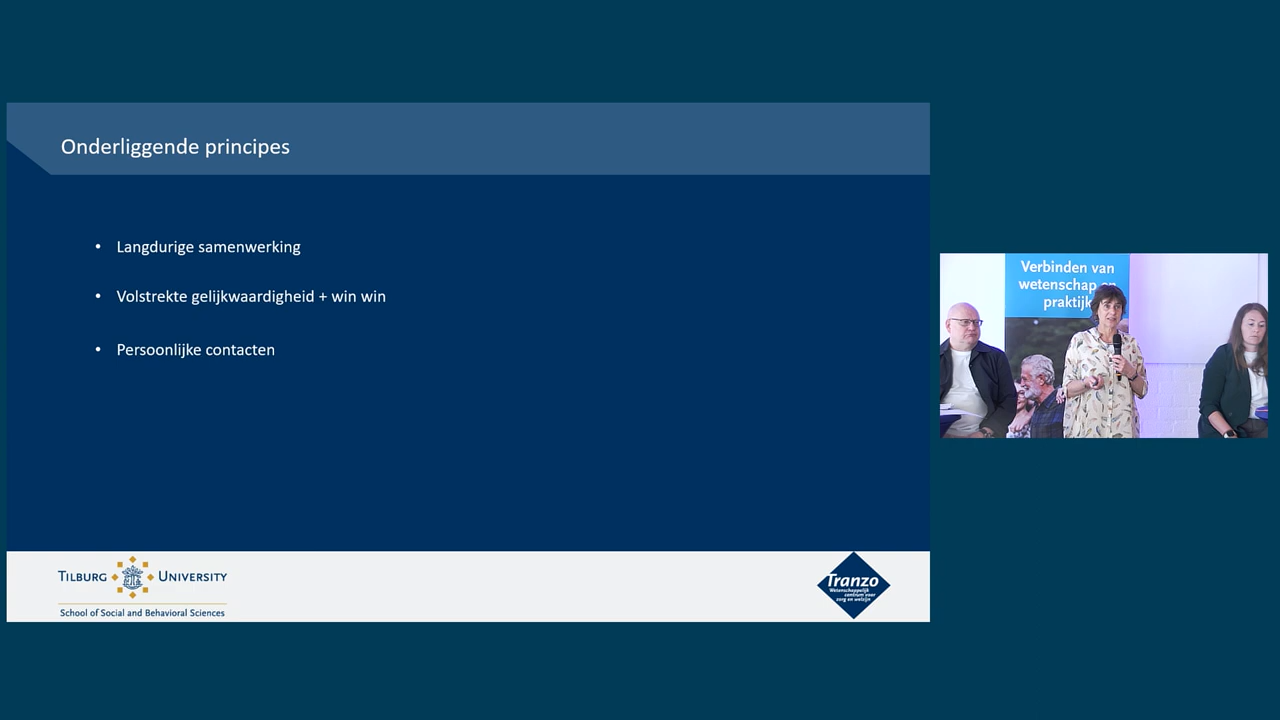 Onderliggende principes
• Langdurige samenwerking
• Volstrekte gelijkwaardigheid + win win
• Persoonlijke contacten
TILBURG UNIVERSITY
School of Social and Behavioral Sciences
Tranzo
Wetenschappelijk
centrum voor
zorg en welzijn
Verbinden van
wetenschap en
praktijk